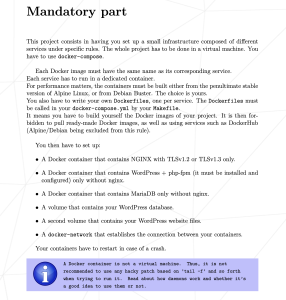 Mandatory part
This project consists in having you set up a small infrastructure composed of different
services under specific rules. The whole project has to be done in a virtual machine. You
have to use docker-compose.
Each Docker image must have the same name as its corresponding service.
Each service has to run in a dedicated container.
For performance matters, the containers must be built either from the penultimate stable
version of Alpine Linux, or from Debian Buster. The choice is yours.
You also have to write your own Dockerfiles, one per service. The Dockerfiles must
be called in your docker-compose.yml by your Makefile.
It means you have to build yourself the Docker images of your project. It is then for-
bidden to pull ready-made Docker images, as well as using services such as DockerHub
(Alpine/Debian being excluded from this rule).
You then have to set up:
• A Docker container that contains NGINX with TLSv1.2 or TLSv1.3 only.
• A Docker container that contains WordPress + php-fpm (it must be installed and
configured) only without nginx.
• A Docker container that contains MariaDB only without nginx.
• A volume that contains your WordPress database.
• A second volume that contains your WordPress website files.
• A docker-network that establishes the connection between your containers.
Your containers have to restart in case of a crash.
A Docker container is not a virtual machine. Thus, it is not
recommended to use any hacky patch based on 'tail -f' and so forth
when trying to run it. Read about how daemons work and whether it's
a good idea to use them or not.